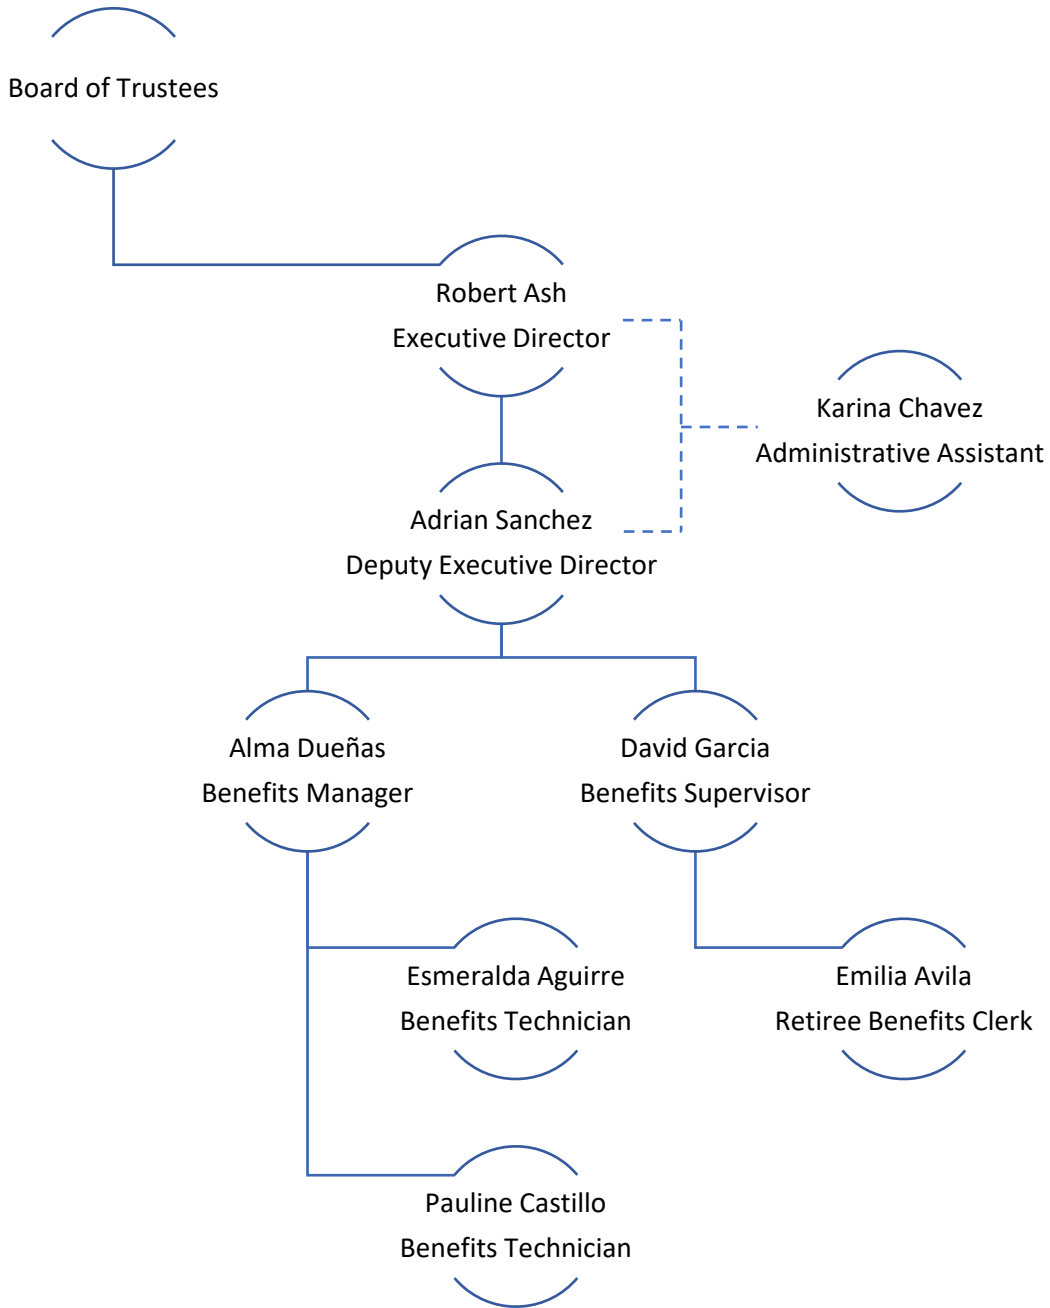 Board of Trustees
Robert Ash
Executive Director
Karina Chavez
Administrative Assistant
Adrian Sanchez
Deputy Executive Director
Alma Dueñas
Benefits Manager
David Garcia
Benefits Supervisor
Esmeralda Aguirre
Benefits Technician
Emilia Avila
Retiree Benefits Clerk
Pauline Castillo
Benefits Technician